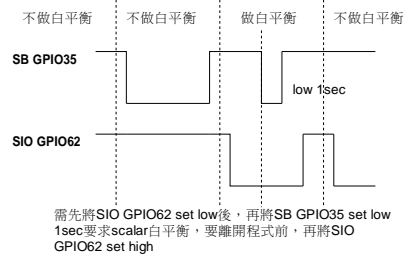 不做白平衡 不做白平衡 做白平衡 不做白平衡
SB GPIO35
low 1sec
SIO GPIO62
需先將SIO GPIO62 set low後，再將SB GPIO35 set low
1sec要求scalar白平衡，要離開程式前，再將SIO
GPIO62 set high